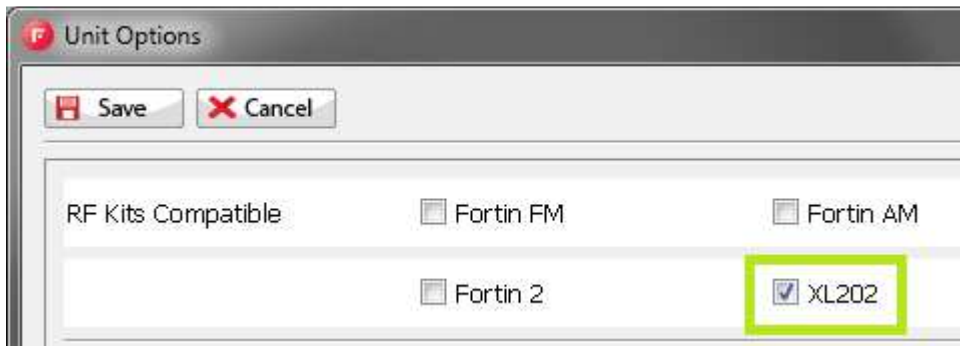 Unit Options
Save Cancel
RF Kits Compatible Fortin FM Fortin AM
Fortin 2 XL202